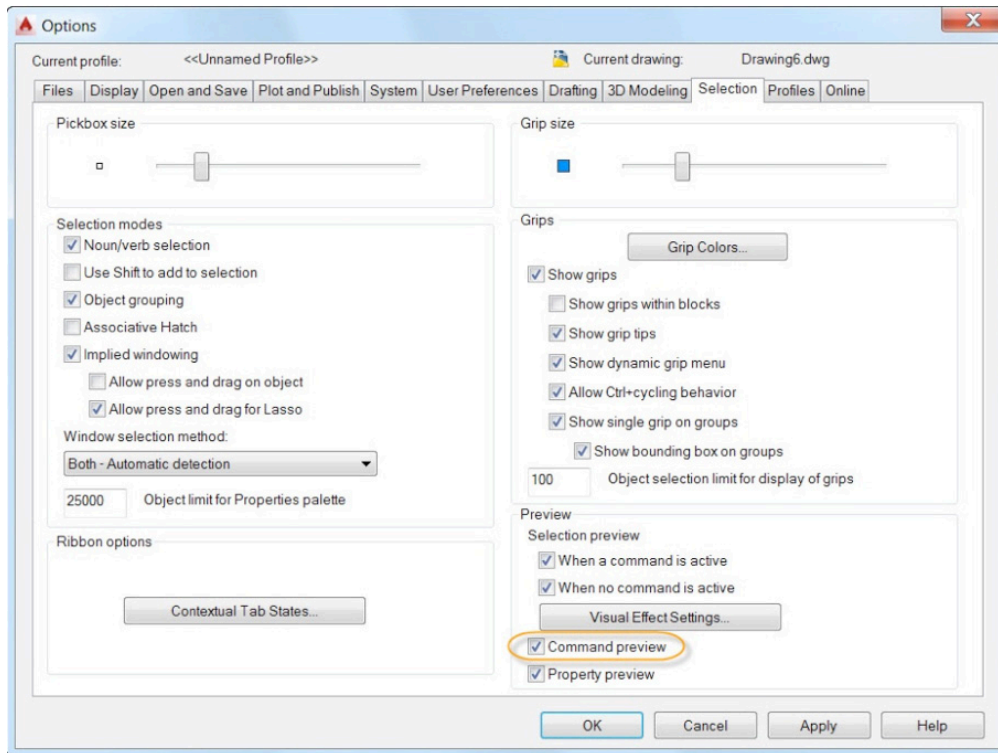 Options
Current profile: <<Unnamed Profile>> Current drawing: Drawing6.dwg
Files Display Open and Save Plot and Publish System User Preferences Drafting 3D Modeling Selection Profiles Online
Pickbox size
Selection modes
Noun/verb selection
Use Shift to add to selection
Object grouping
Associative Hatch
Implied windowing
Allow press and drag on object
Allow press and drag for Lasso
Window selection method:
Both - Automatic detection
25000 Object limit for Properties palette
Ribbon options
Contextual Tab States...
Grip size
Grips
Grip Colors...
Show grips
Show grips within blocks
Show grip tips
Show dynamic grip menu
Allow Ctrl+cycling behavior
Show single grip on groups
Show bounding box on groups
100 Object selection limit for display of grips
Preview
Selection preview
When a command is active
When no command is active
Visual Effect Settings...
Command preview
Property preview
OK Cancel Apply Help